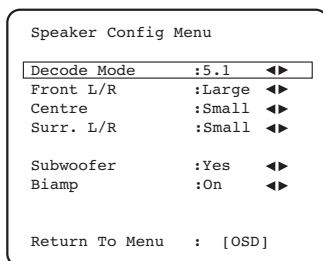 Speaker Config Menu
Decode Mode :5.1 ◄►
Front L/R :Large ◄►
Centre :Small ◄►
Surr. L/R :Small ◄►
Subwoofer :Yes ◄►
Biamp :On ◄►
Return To Menu : [OSD]